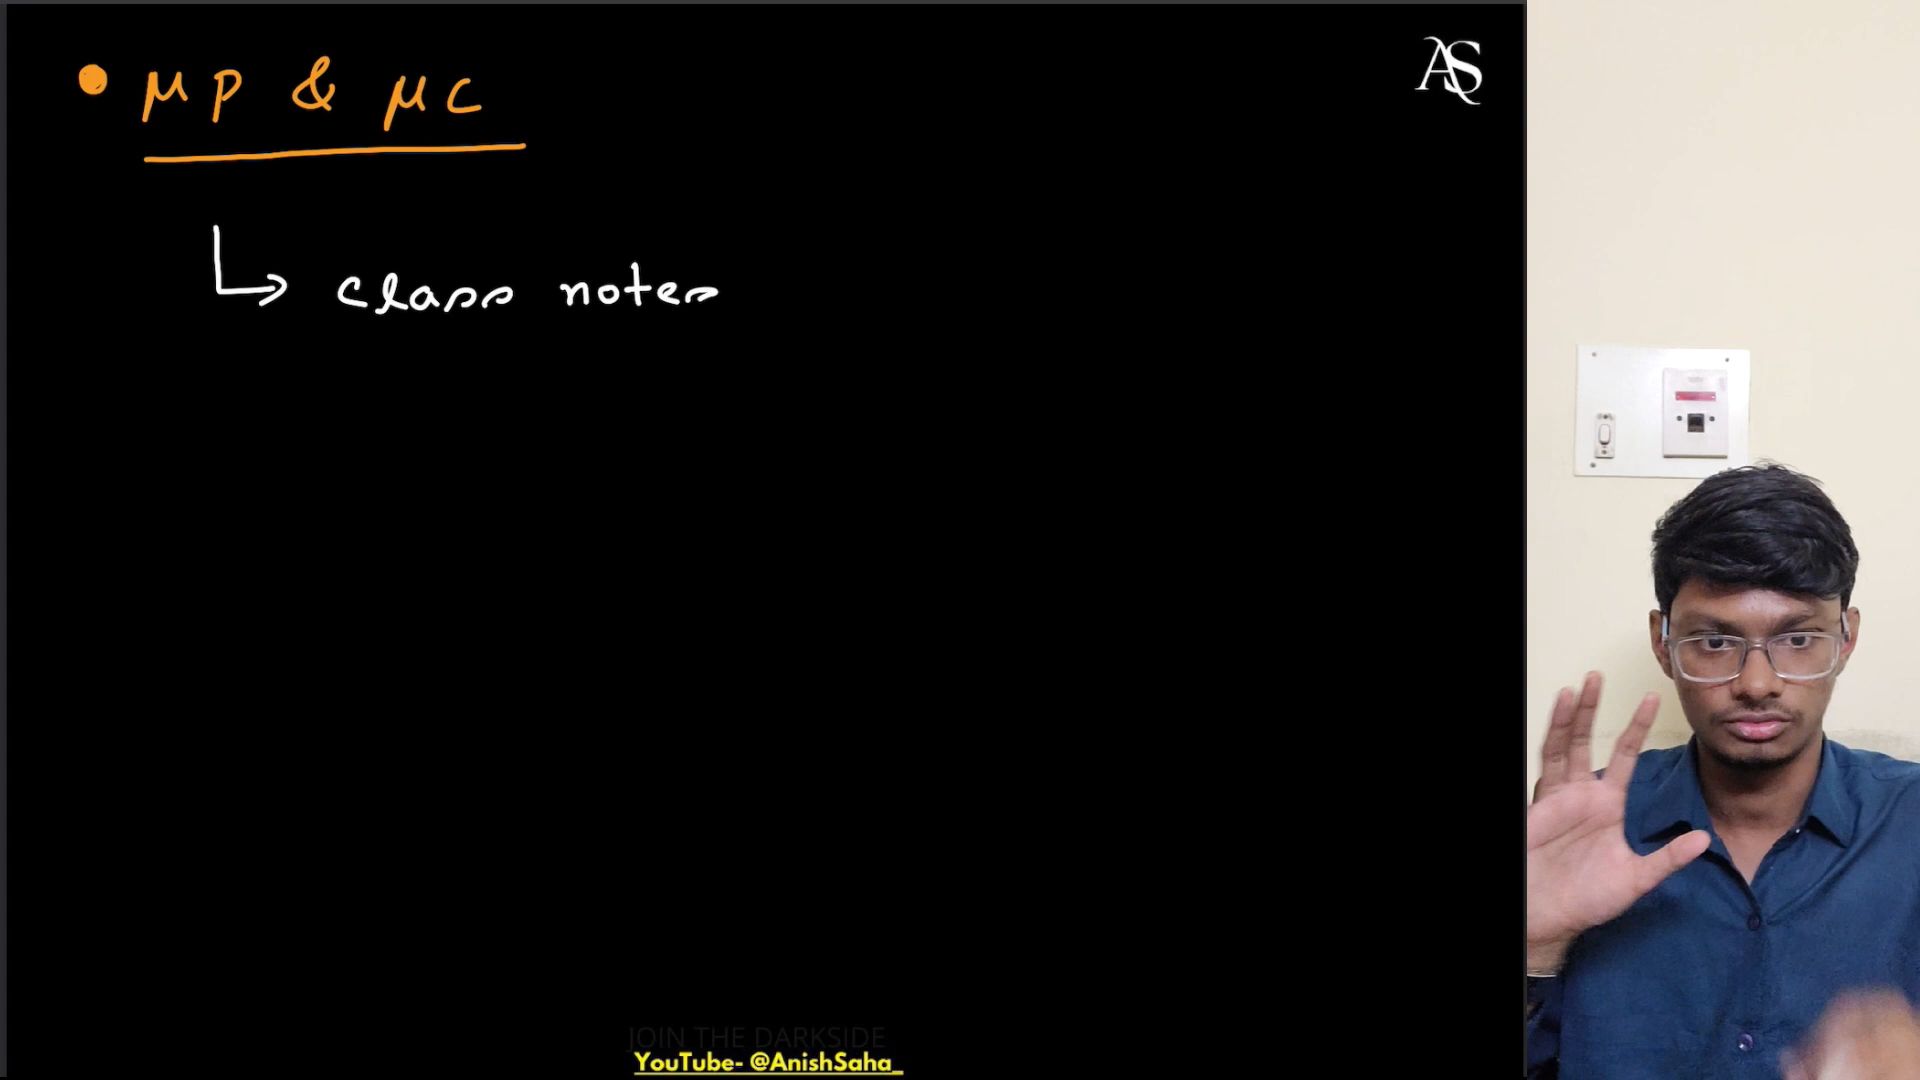 • μp & μc
AS
↳ class notes
JOIN THE DARKSIDE
YouTube- @AnishSaha_